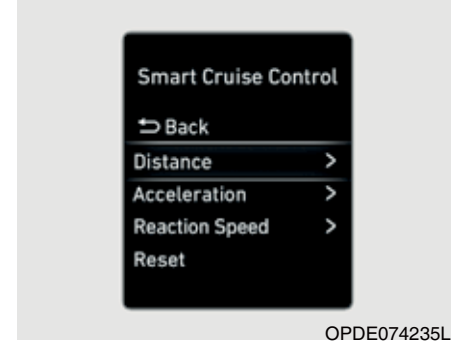 Smart Cruise Control
⮌ Back
Distance >
Acceleration >
Reaction Speed >
Reset
OPDE074235L